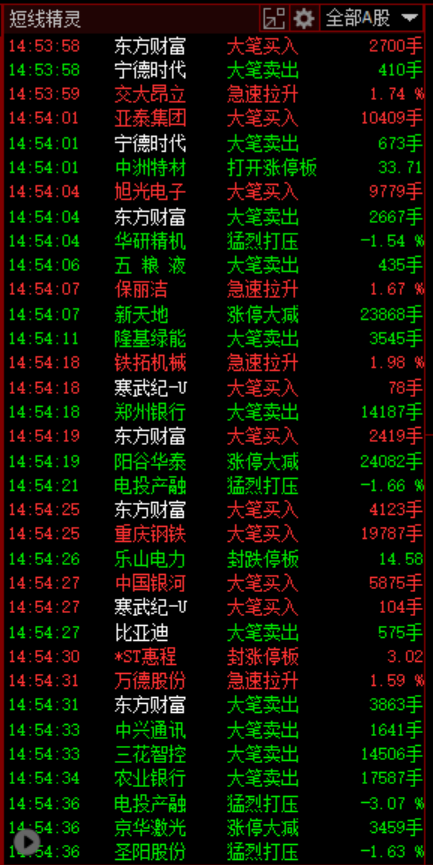 短线精灵 全部A股
14:53:58 东方财富 大笔买入 2700手
14:53:58 宁德时代 大笔卖出 410手
14:53:59 交大昂立 急速拉升 1.74 %
14:54:01 亚泰集团 大笔买入 10409手
14:54:01 宁德时代 大笔卖出 673手
14:54:01 中洲特材 打开涨停板 33.71
14:54:04 旭光电子 大笔买入 9779手
14:54:04 东方财富 大笔卖出 2667手
14:54:04 华研精机 猛烈打压 -1.54 %
14:54:06 五 粮 液 大笔卖出 435手
14:54:07 保丽洁 急速拉升 1.67 %
14:54:07 新天地 涨停大减 23868手
14:54:11 隆基绿能 大笔卖出 3545手
14:54:18 铁拓机械 急速拉升 1.98 %
14:54:18 寒武纪-U 大笔买入 78手
14:54:18 郑州银行 大笔卖出 14187手
14:54:19 东方财富 大笔买入 2419手
14:54:19 阳谷华泰 涨停大减 24082手
14:54:21 电投产融 猛烈打压 -1.66 %
14:54:25 东方财富 大笔买入 4123手
14:54:25 重庆钢铁 大笔买入 19787手
14:54:26 乐山电力 封跌停板 14.58
14:54:27 中国银河 大笔买入 5875手
14:54:27 寒武纪-U 大笔买入 104手
14:54:27 比亚迪 大笔卖出 575手
14:54:30 *ST惠程 封涨停板 3.02
14:54:31 万德股份 急速拉升 1.59 %
14:54:31 东方财富 大笔卖出 3863手
14:54:33 中兴通讯 大笔卖出 1641手
14:54:33 三花智控 大笔卖出 14506手
14:54:34 农业银行 大笔卖出 17587手
14:54:36 电投产融 猛烈打压 -3.07 %
14:54:36 京华激光 涨停大减 3459手
14:54:36 圣阳股份 猛烈打压 -1.63 %